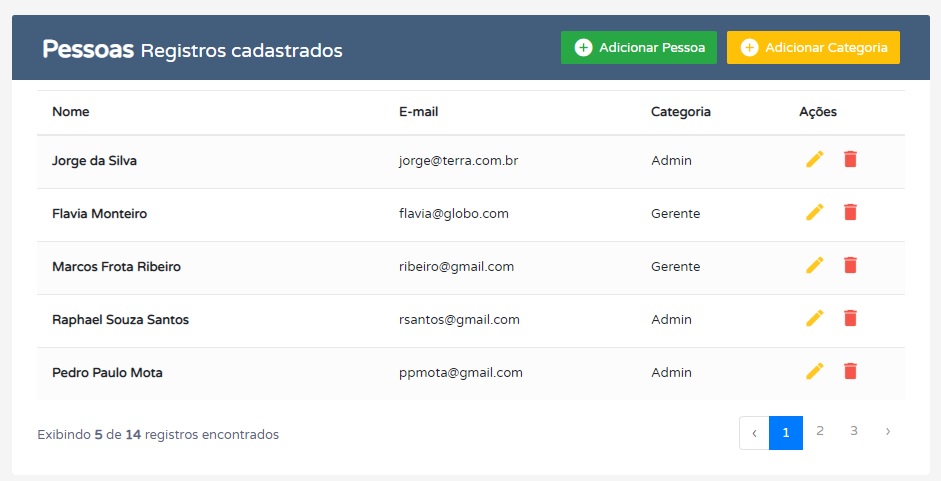 Pessoas Registros cadastrados Adicionar Pessoa Adicionar Categoria
Nome E-mail Categoria Ações
Jorge da Silva jorge@terra.com.br Admin
Flavia Monteiro flavia@globo.com Gerente
Marcos Frota Ribeiro ribeiro@gmail.com Gerente
Raphael Souza Santos rsantos@gmail.com Admin
Pedro Paulo Mota ppmota@gmail.com Admin
Exibindo 5 de 14 registros encontrados ‹ 1 2 3 ›